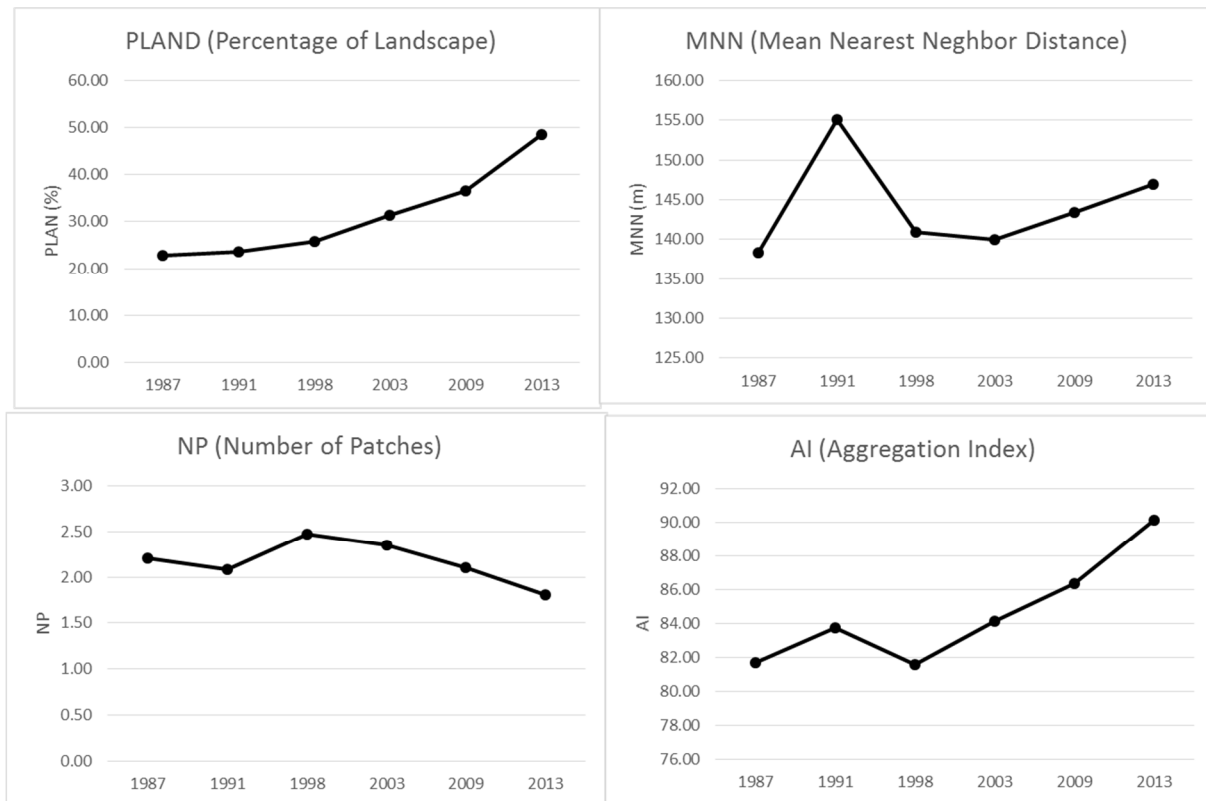 PLAND (Percentage of Landscape)
60.00
50.00
40.00
30.00
20.00
10.00
0.00
PLAN (%)
1987 1991 1998 2003 2009 2013
MNN (Mean Nearest Neghbor Distance)
160.00
155.00
150.00
145.00
140.00
135.00
130.00
125.00
MNN (m)
1987 1991 1998 2003 2009 2013
NP (Number of Patches)
3.00
2.50
2.00
1.50
1.00
0.50
0.00
NP
1987 1991 1998 2003 2009 2013
AI (Aggregation Index)
92.00
90.00
88.00
86.00
84.00
82.00
80.00
78.00
76.00
AI
1987 1991 1998 2003 2009 2013